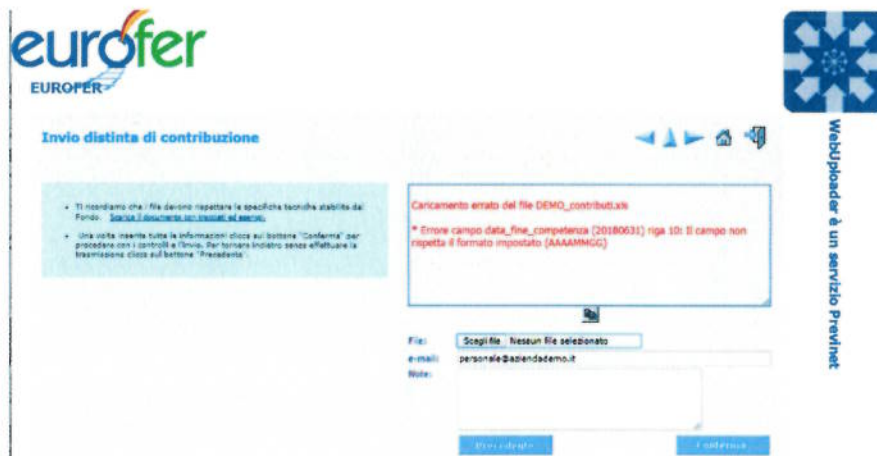 eurofer
EUROFER
Invio distinta di contribuzione
• Ti ricordiamo che i file devono rispettare le specifiche tecniche stabilite dal
Fondo. Scarica il documento con tracciati ed esempi.
• Una volta inserite tutte le informazioni clicca sul bottone "Conferma" per
procedere con i controlli e l'invio. Per tornare indietro senza effettuare la
trasmissione clicca sul bottone "Precedente".
Caricamento errato del file DEMO_contributi.xls
* Errore campo data_fine_competenza (20180631) riga 10: Il campo non
rispetta il formato impostato (AAAAMMGG)
File: Scegli file Nessun file selezionato
e-mail: personale@aziendademo.it
Note:
Precedente Conferma
WebUploader è un servizio Previnet